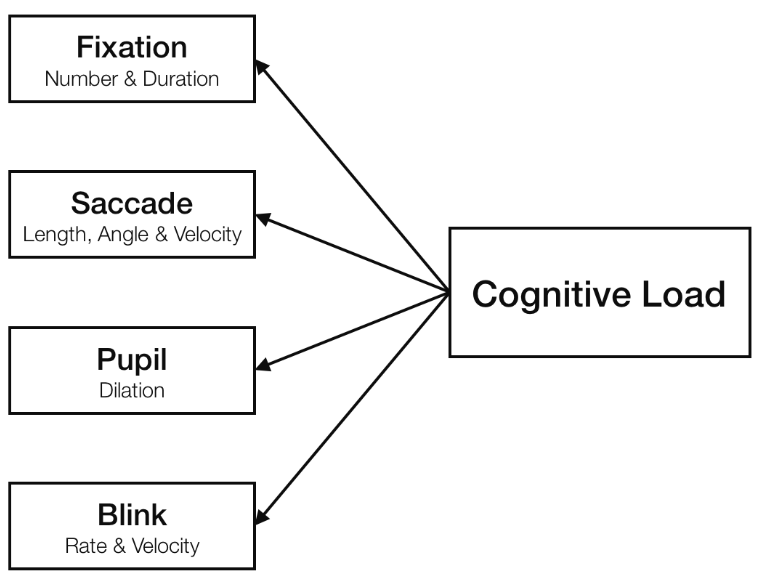 Fixation
Number & Duration
Saccade
Length, Angle & Velocity
Pupil
Dilation
Blink
Rate & Velocity
Cognitive Load